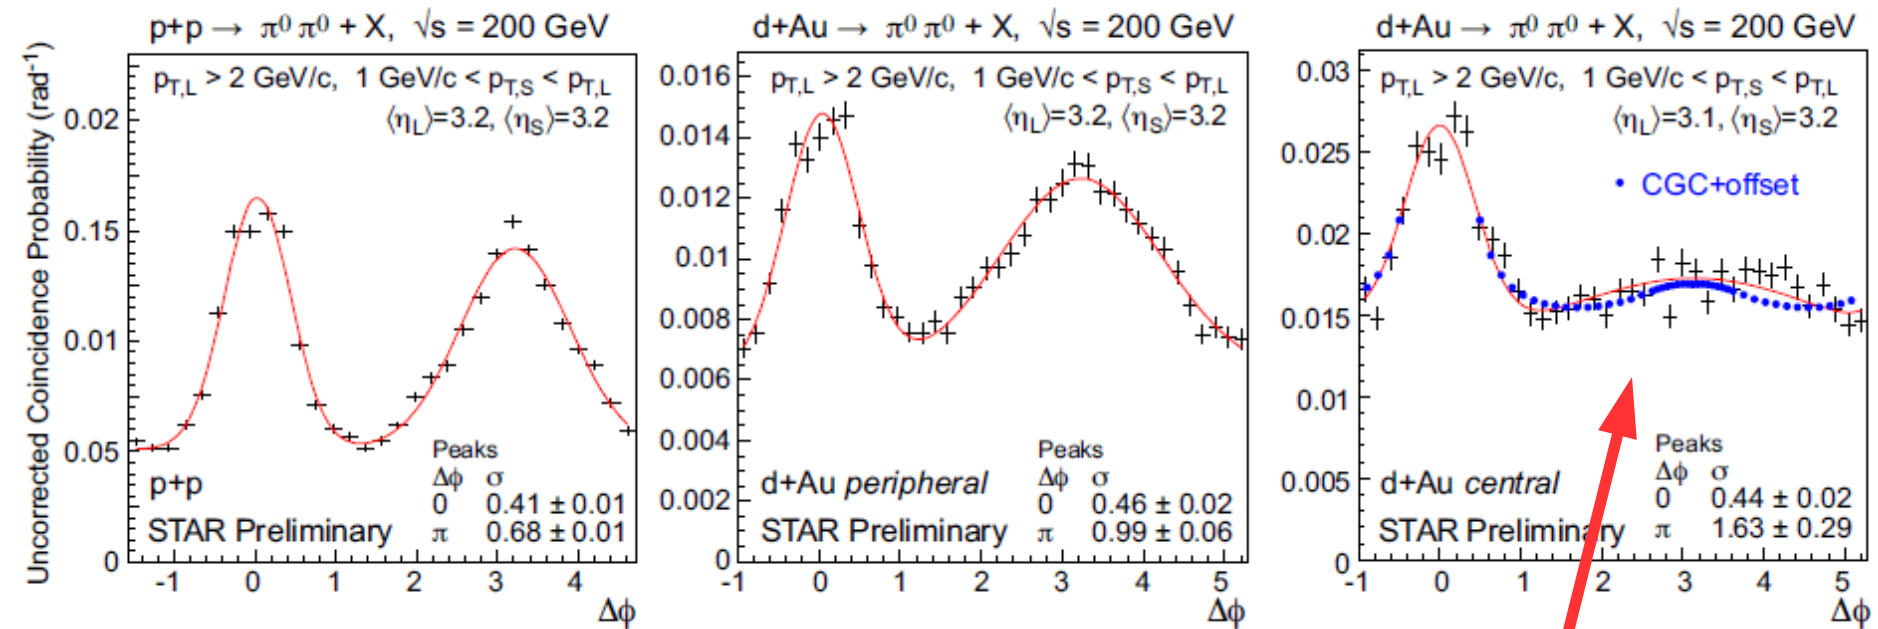 Uncorrected Coincidence Probability (rad⁻¹)
p+p → π⁰ π⁰ + X, √s = 200 GeV
p_T,L > 2 GeV/c, 1 GeV/c < p_T,S < p_T,L
⟨η_L⟩=3.2, ⟨η_S⟩=3.2
0.02
0.15
0.01
0.05
0
Peaks
Δϕ σ
p+p
0 0.41 ± 0.01
STAR Preliminary
π 0.68 ± 0.01
-1 0 1 2 3 4
Δϕ
d+Au → π⁰ π⁰ + X, √s = 200 GeV
p_T,L > 2 GeV/c, 1 GeV/c < p_T,S < p_T,L
⟨η_L⟩=3.2, ⟨η_S⟩=3.2
0.016
0.014
0.012
0.01
0.008
0.006
0.004
0.002
0
Peaks
Δϕ σ
d+Au peripheral
0 0.46 ± 0.02
STAR Preliminary
π 0.99 ± 0.06
-1 0 1 2 3 4 5
Δϕ
d+Au → π⁰ π⁰ + X, √s = 200 GeV
p_T,L > 2 GeV/c, 1 GeV/c < p_T,S < p_T,L
⟨η_L⟩=3.1, ⟨η_S⟩=3.2
CGC+offset
0.03
0.025
0.02
0.015
0.01
0.005
0
Peaks
Δϕ σ
d+Au central
0 0.44 ± 0.02
STAR Preliminary
π 1.63 ± 0.29
-1 0 1 2 3 4 5
Δϕ